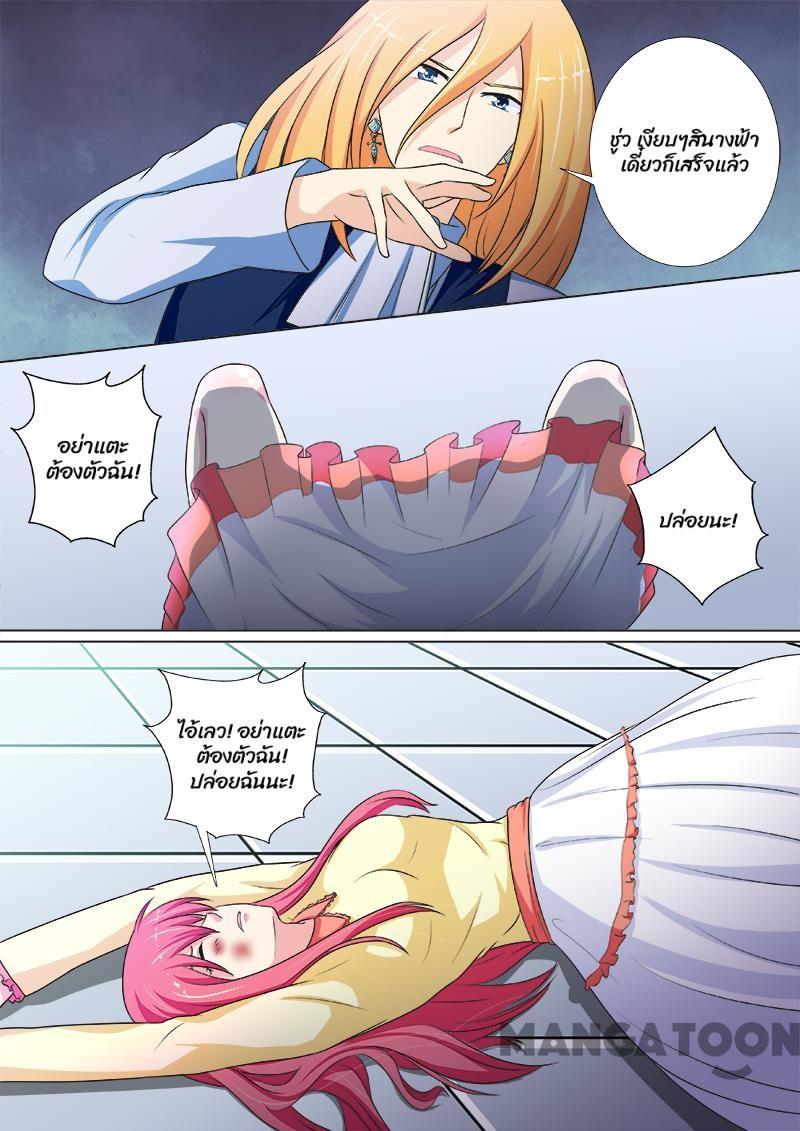 ชู่ว เงียบๆสินางฟ้า
เดี๋ยวก็เสร็จแล้ว
อย่าแตะ
ต้องตัวฉัน!
ปล่อยนะ!
ไอ้เลว! อย่าแตะ
ต้องตัวฉัน!
ปล่อยฉันนะ!
MANGATOON